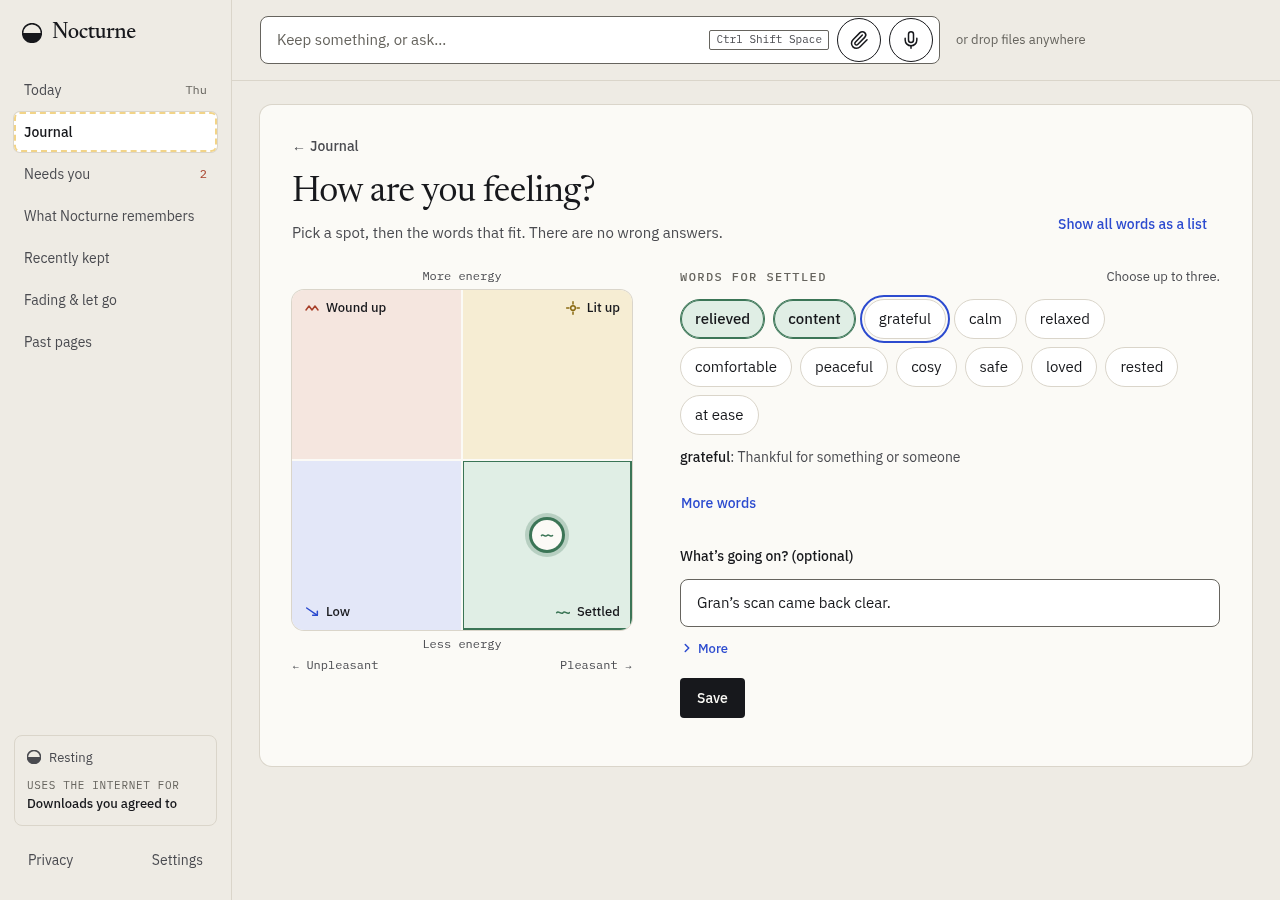 Nocturne
Keep something, or ask...
Ctrl Shift Space
or drop files anywhere
Today
Thu
Journal
Needs you
2
What Nocturne remembers
Recently kept
Fading & let go
Past pages
Resting
USES THE INTERNET FOR
Downloads you agreed to
Privacy
Settings
← Journal
How are you feeling?
Pick a spot, then the words that fit. There are no wrong answers.
Show all words as a list
More energy
Wound up
Lit up
Low
Settled
Less energy
← Unpleasant
Pleasant →
WORDS FOR SETTLED
Choose up to three.
relieved
content
grateful
calm
relaxed
comfortable
peaceful
cosy
safe
loved
rested
at ease
grateful: Thankful for something or someone
More words
What’s going on? (optional)
Gran’s scan came back clear.
More
Save